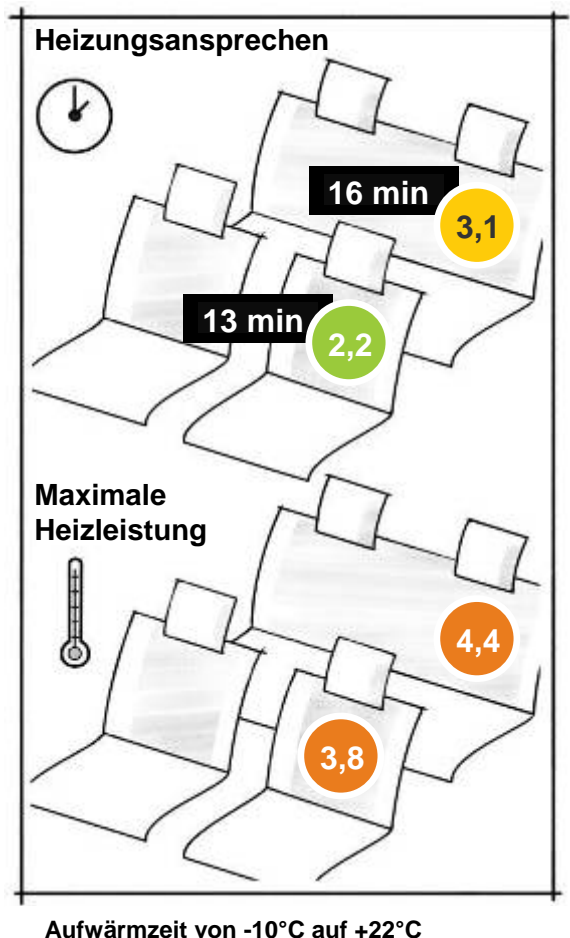 Heizungsansprechen
16 min
3,1
13 min
2,2
Maximale
Heizleistung
4,4
3,8
Aufwärmzeit von -10°C auf +22°C